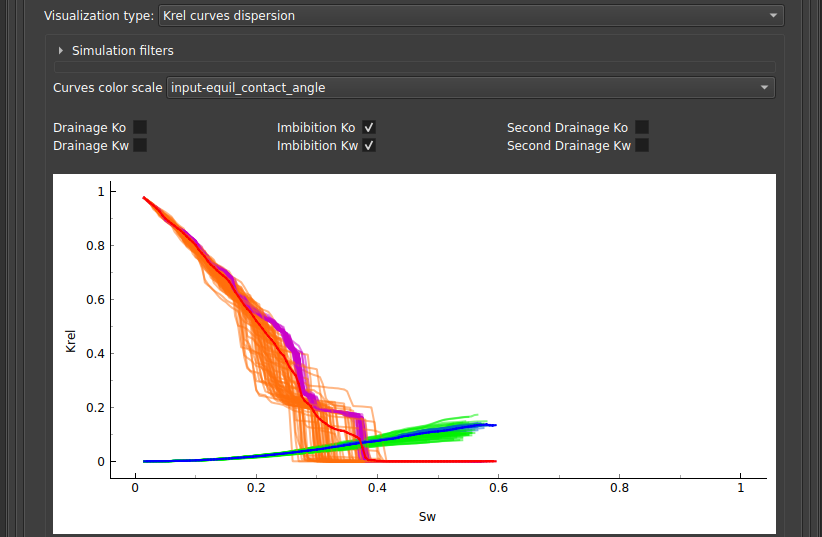 Visualization type: Krel curves dispersion
Simulation filters
Curves color scale input-equil_contact_angle
Drainage Ko Imbibition Ko Second Drainage Ko
Drainage Kw Imbibition Kw Second Drainage Kw
1
0.8
0.6
0.4
0.2
0
Krel
0 0.2 0.4 0.6 0.8 1
Sw